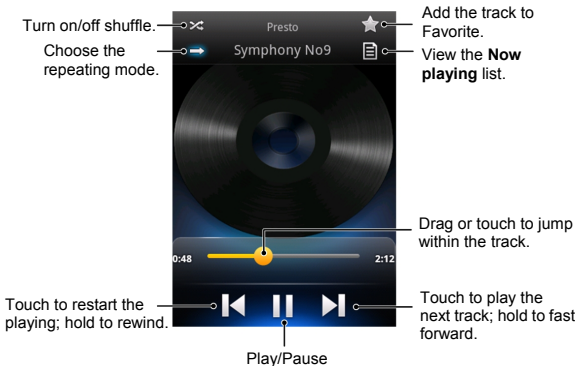 Turn on/off shuffle.
Choose the
repeating mode.
Presto
Symphony No9
Add the track to
Favorite.
View the Now
playing list.
Drag or touch to jump
within the track.
0:48
2:12
Touch to restart the
playing; hold to rewind.
Touch to play the
next track; hold to fast
forward.
Play/Pause